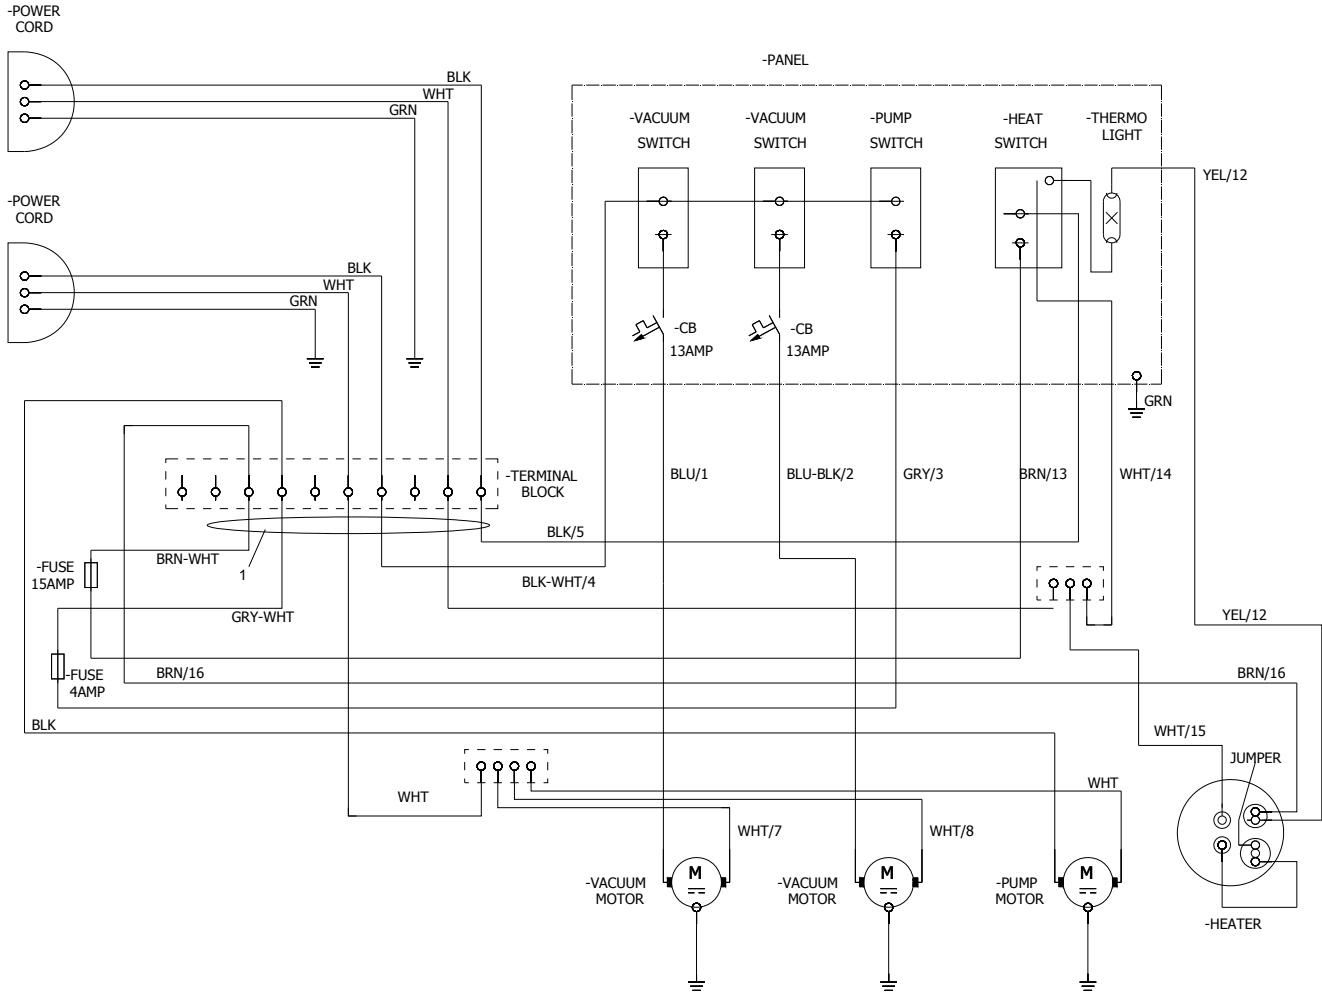 -POWER
CORD
BLK
WHT
GRN
-PANEL
-VACUUM
SWITCH
-VACUUM
SWITCH
-PUMP
SWITCH
-HEAT
SWITCH
-THERMO
LIGHT
YEL/12
-POWER
CORD
BLK
WHT
GRN
-CB
13AMP
-CB
13AMP
GRN
-TERMINAL
BLOCK
BLU/1
BLU-BLK/2
GRY/3
BRN/13
WHT/14
BLK/5
BRN-WHT
1
-FUSE
15AMP
BLK-WHT/4
GRY-WHT
YEL/12
-FUSE
4AMP
BRN/16
BRN/16
BLK
WHT/15
JUMPER
WHT
WHT
WHT/7
WHT/8
M
M
M
-VACUUM
MOTOR
-VACUUM
MOTOR
-PUMP
MOTOR
-HEATER